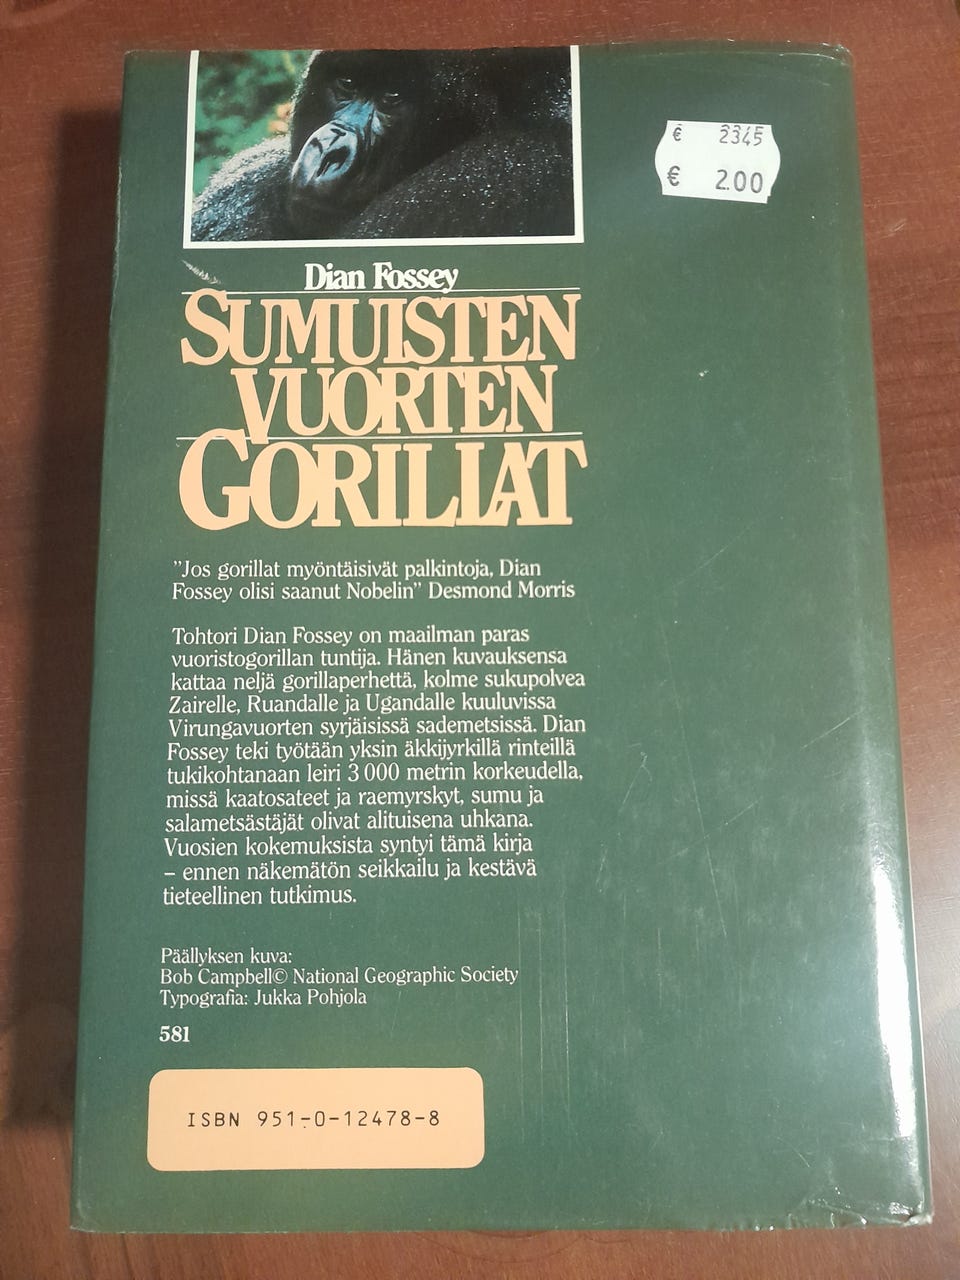 € 2345
€ 2.00
Dian Fossey
SUMUISTEN
VUORTEN
GORILLAT
"Jos gorillat myöntäisivät palkintoja, Dian
Fossey olisi saanut Nobelin" Desmond Morris
Tohtori Dian Fossey on maailman paras
vuoristogorillan tuntija. Hänen kuvauksensa
kattaa neljä gorillaperhettä, kolme sukupolvea
Zairelle, Ruandalle ja Ugandalle kuuluvissa
Virungavuorten syrjäisissä sademetsissä. Dian
Fossey teki työtään yksin äkkijyrkillä rinteillä
tukikohtanaan leiri 3 000 metrin korkeudella,
missä kaatosateet ja raemyrskyt, sumu ja
salametsästäjät olivat alituisena uhkana.
Vuosien kokemuksista syntyi tämä kirja
– ennen näkemätön seikkailu ja kestävä
tieteellinen tutkimus.
Päällyksen kuva:
Bob Campbell© National Geographic Society
Typografia: Jukka Pohjola
581
ISBN 951-0-12478-8